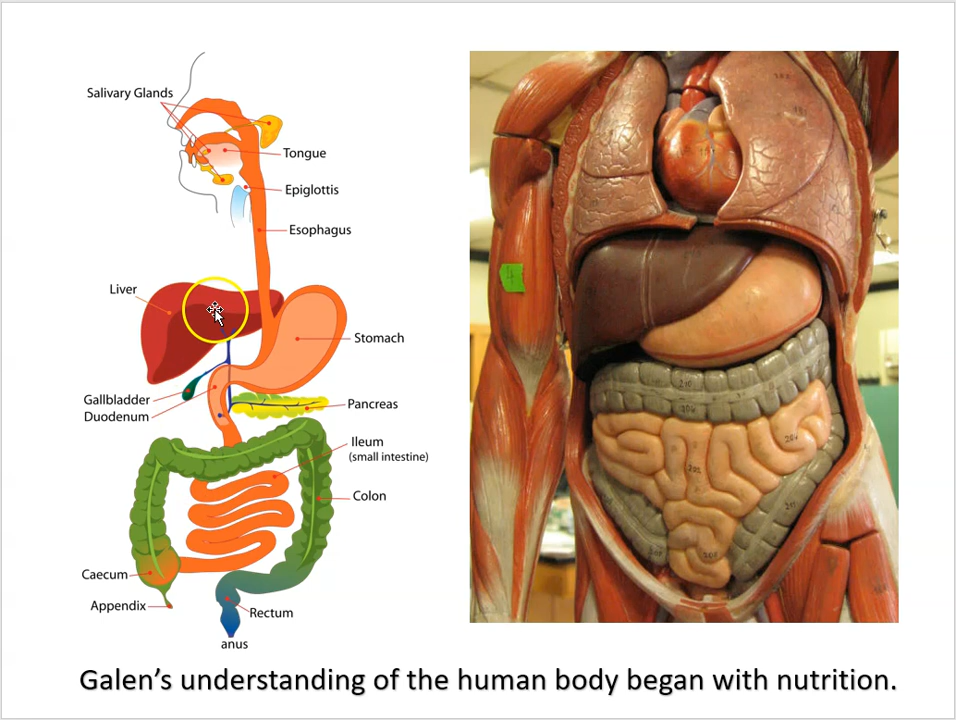 Salivary Glands
Tongue
Epiglottis
Esophagus
Liver
Stomach
Gallbladder
Duodenum
Pancreas
Ileum
(small intestine)
Colon
Caecum
Appendix
Rectum
anus
Galen's understanding of the human body began with nutrition.